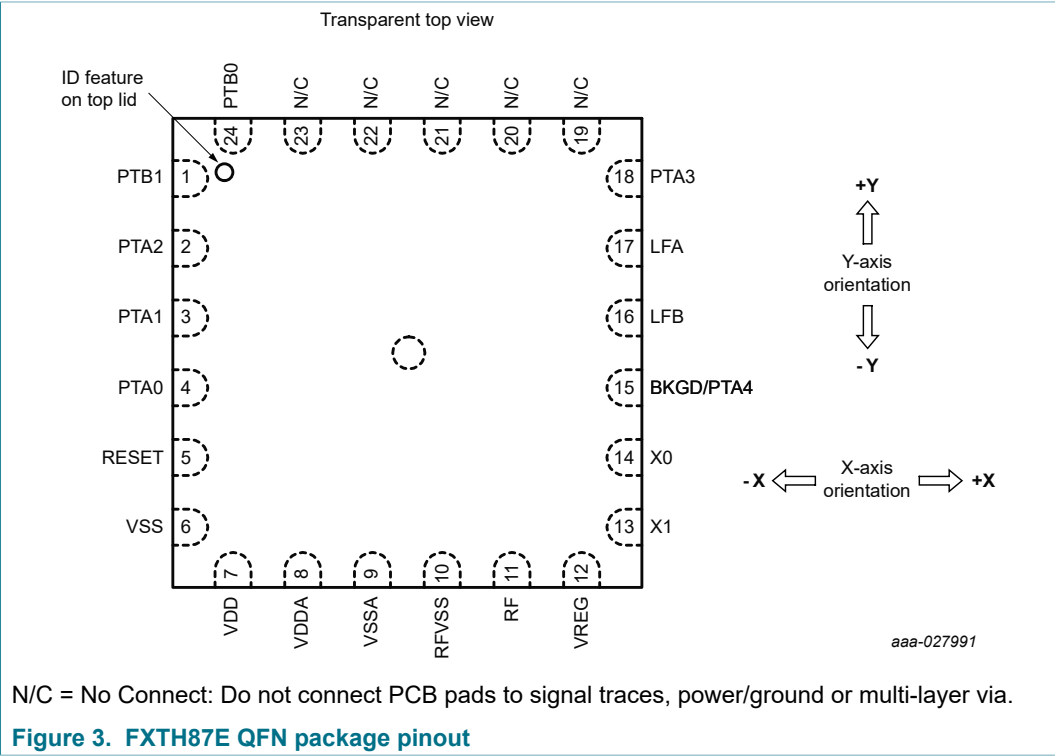 Transparent top view
ID feature
on top lid
PTB0
N/C
N/C
N/C
N/C
N/C
24
23
22
21
20
19
PTB1
1
PTA2
2
PTA1
3
PTA0
4
RESET
5
VSS
6
18
PTA3
17
LFA
16
LFB
15
BKGD/PTA4
14
X0
13
X1
7
8
9
10
11
12
VDD
VDDA
VSSA
RFVSS
RF
VREG
+Y
Y-axis
orientation
- Y
- X
X-axis
orientation
+X
aaa-027991
N/C = No Connect: Do not connect PCB pads to signal traces, power/ground or multi-layer via.
Figure 3. FXTH87E QFN package pinout